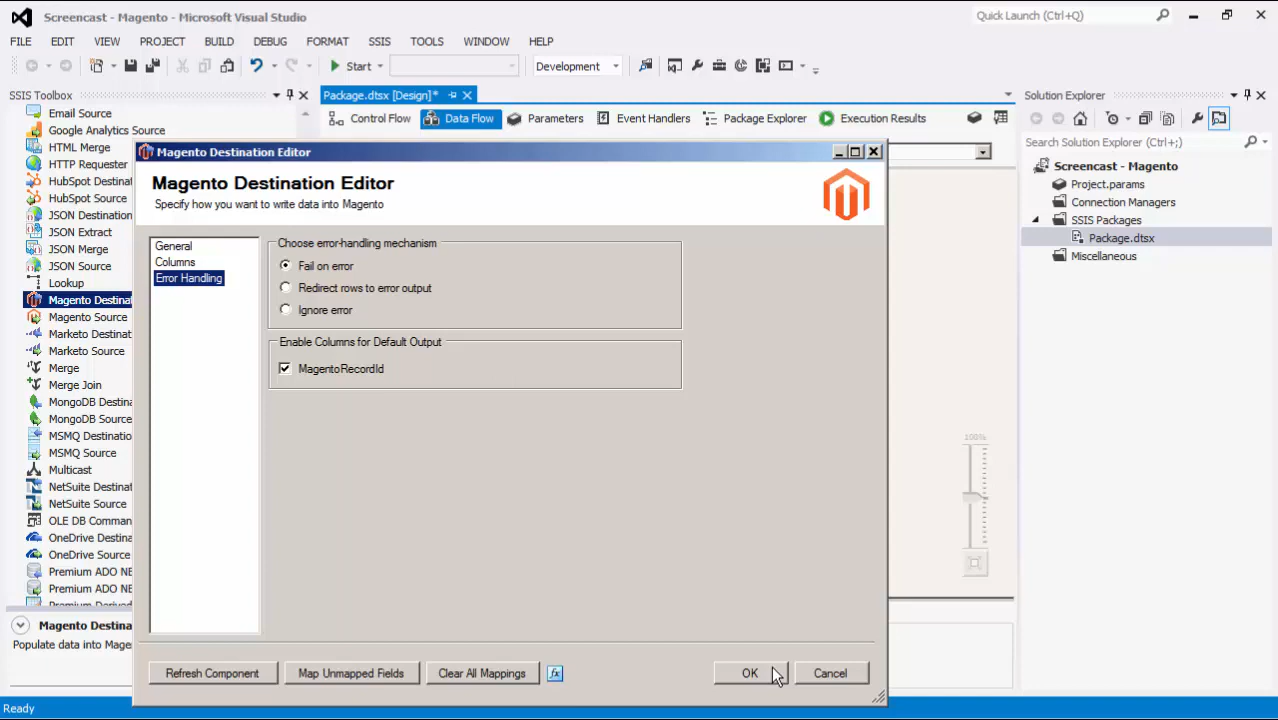 Screencast - Magento - Microsoft Visual Studio
Quick Launch (Ctrl+Q)
FILE EDIT VIEW PROJECT BUILD DEBUG FORMAT SSIS TOOLS WINDOW HELP
Start
Development
SSIS Toolbox
Package.dtsx [Design]*
Solution Explorer
Control Flow
Data Flow
Parameters
Event Handlers
Package Explorer
Execution Results
Search Solution Explorer (Ctrl+;)
Screencast - Magento
Project.params
Connection Managers
SSIS Packages
Package.dtsx
Miscellaneous
Email Source
Google Analytics Source
HTML Merge
HTTP Requester
HubSpot Destinat
HubSpot Source
JSON Destination
JSON Extract
JSON Merge
JSON Source
Lookup
Magento Destinat
Magento Source
Marketo Destinat
Marketo Source
Merge
Merge Join
MongoDB Destina
MongoDB Source
MSMQ Destinatio
MSMQ Source
Multicast
NetSuite Destinat
NetSuite Source
OLE DB Comman
OneDrive Destina
OneDrive Source
Premium ADO NE
Premium ADO NE
Premium Derive
Magento Destina
Populate data into Mage
Magento Destination Editor
Magento Destination Editor
Specify how you want to write data into Magento
General
Columns
Error Handling
Choose error-handling mechanism
Fail on error
Redirect rows to error output
Ignore error
Enable Columns for Default Output
MagentoRecordId
Refresh Component
Map Unmapped Fields
Clear All Mappings
fx
OK
Cancel
100%
Ready